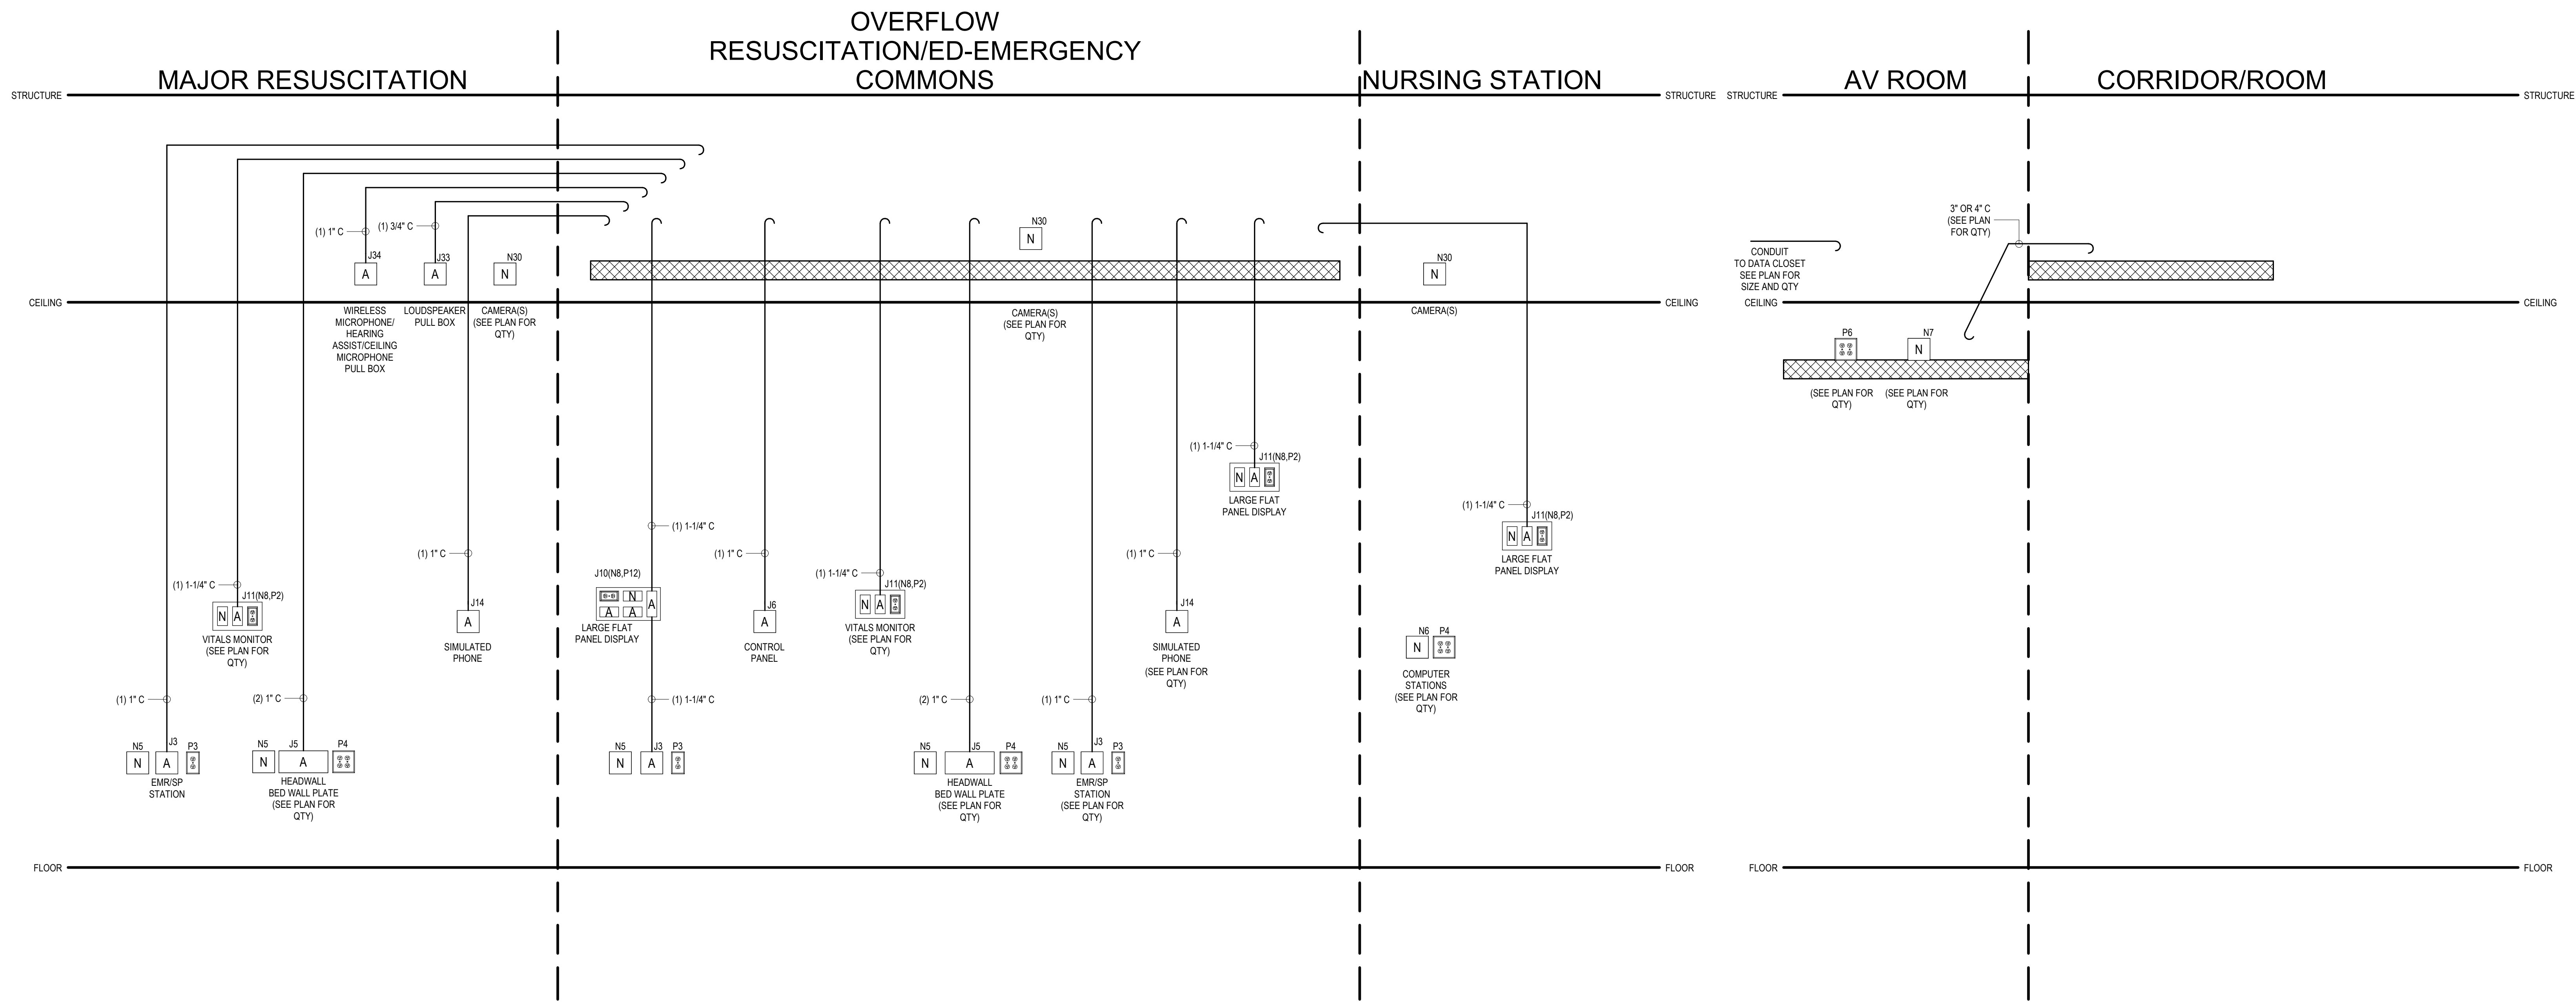 OVERFLOW
RESUSCITATION/ED-EMERGENCY
COMMONS
MAJOR RESUSCITATION
NURSING STATION
AV ROOM
CORRIDOR/ROOM
STRUCTURE
STRUCTURE
STRUCTURE
STRUCTURE
(1) 1" C
J34
A
WIRELESS
MICROPHONE/
HEARING
ASSIST/CEILING
MICROPHONE
PULL BOX
(1) 3/4" C
J33
A
LOUDSPEAKER
PULL BOX
N30
N
CAMERA(S)
(SEE PLAN FOR
QTY)
N30
N
CAMERA(S)
(SEE PLAN FOR
QTY)
N30
N
CAMERA(S)
CONDUIT
TO DATA CLOSET
SEE PLAN FOR
SIZE AND QTY
3" OR 4" C
(SEE PLAN
FOR QTY)
CEILING
CEILING
CEILING
CEILING
P6
(SEE PLAN FOR
QTY)
N7
N
(SEE PLAN FOR
QTY)
(1) 1-1/4" C
J11(N8,P2)
N A
VITALS MONITOR
(SEE PLAN FOR
QTY)
(1) 1" C
J14
A
SIMULATED
PHONE
(1) 1-1/4" C
J10(N8,P12)
N
A A
A
LARGE FLAT
PANEL DISPLAY
(1) 1" C
J6
A
CONTROL
PANEL
(1) 1-1/4" C
J11(N8,P2)
N A
VITALS MONITOR
(SEE PLAN FOR
QTY)
(1) 1" C
J14
A
SIMULATED
PHONE
(SEE PLAN FOR
QTY)
(1) 1-1/4" C
J11(N8,P2)
N A
LARGE FLAT
PANEL DISPLAY
(1) 1-1/4" C
J11(N8,P2)
N A
LARGE FLAT
PANEL DISPLAY
N6 P4
N
COMPUTER
STATIONS
(SEE PLAN FOR
QTY)
(1) 1" C
N5 J3 P3
N A
EMR/SP
STATION
(2) 1" C
N5 J5 P4
N A
HEADWALL
BED WALL PLATE
(SEE PLAN FOR
QTY)
(1) 1-1/4" C
N5 J3 P3
N A
(2) 1" C
N5 J5 P4
N A
HEADWALL
BED WALL PLATE
(SEE PLAN FOR
QTY)
(1) 1" C
N5 J3 P3
N A
EMR/SP
STATION
(SEE PLAN FOR
QTY)
FLOOR
FLOOR
FLOOR
FLOOR